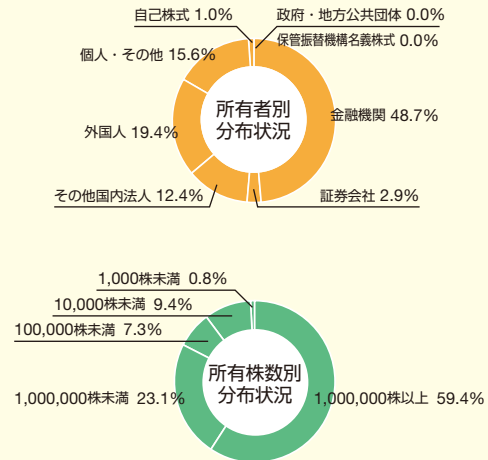 自己株式 1.0%
政府・地方公共団体 0.0%
保管振替機構名義株式 0.0%
個人・その他 15.6%
金融機関 48.7%
所有者別
分布状況
外国人 19.4%
その他国内法人 12.4%
証券会社 2.9%
1,000株未満 0.8%
10,000株未満 9.4%
100,000株未満 7.3%
所有株数別
分布状況
1,000,000株未満 23.1%
1,000,000株以上 59.4%